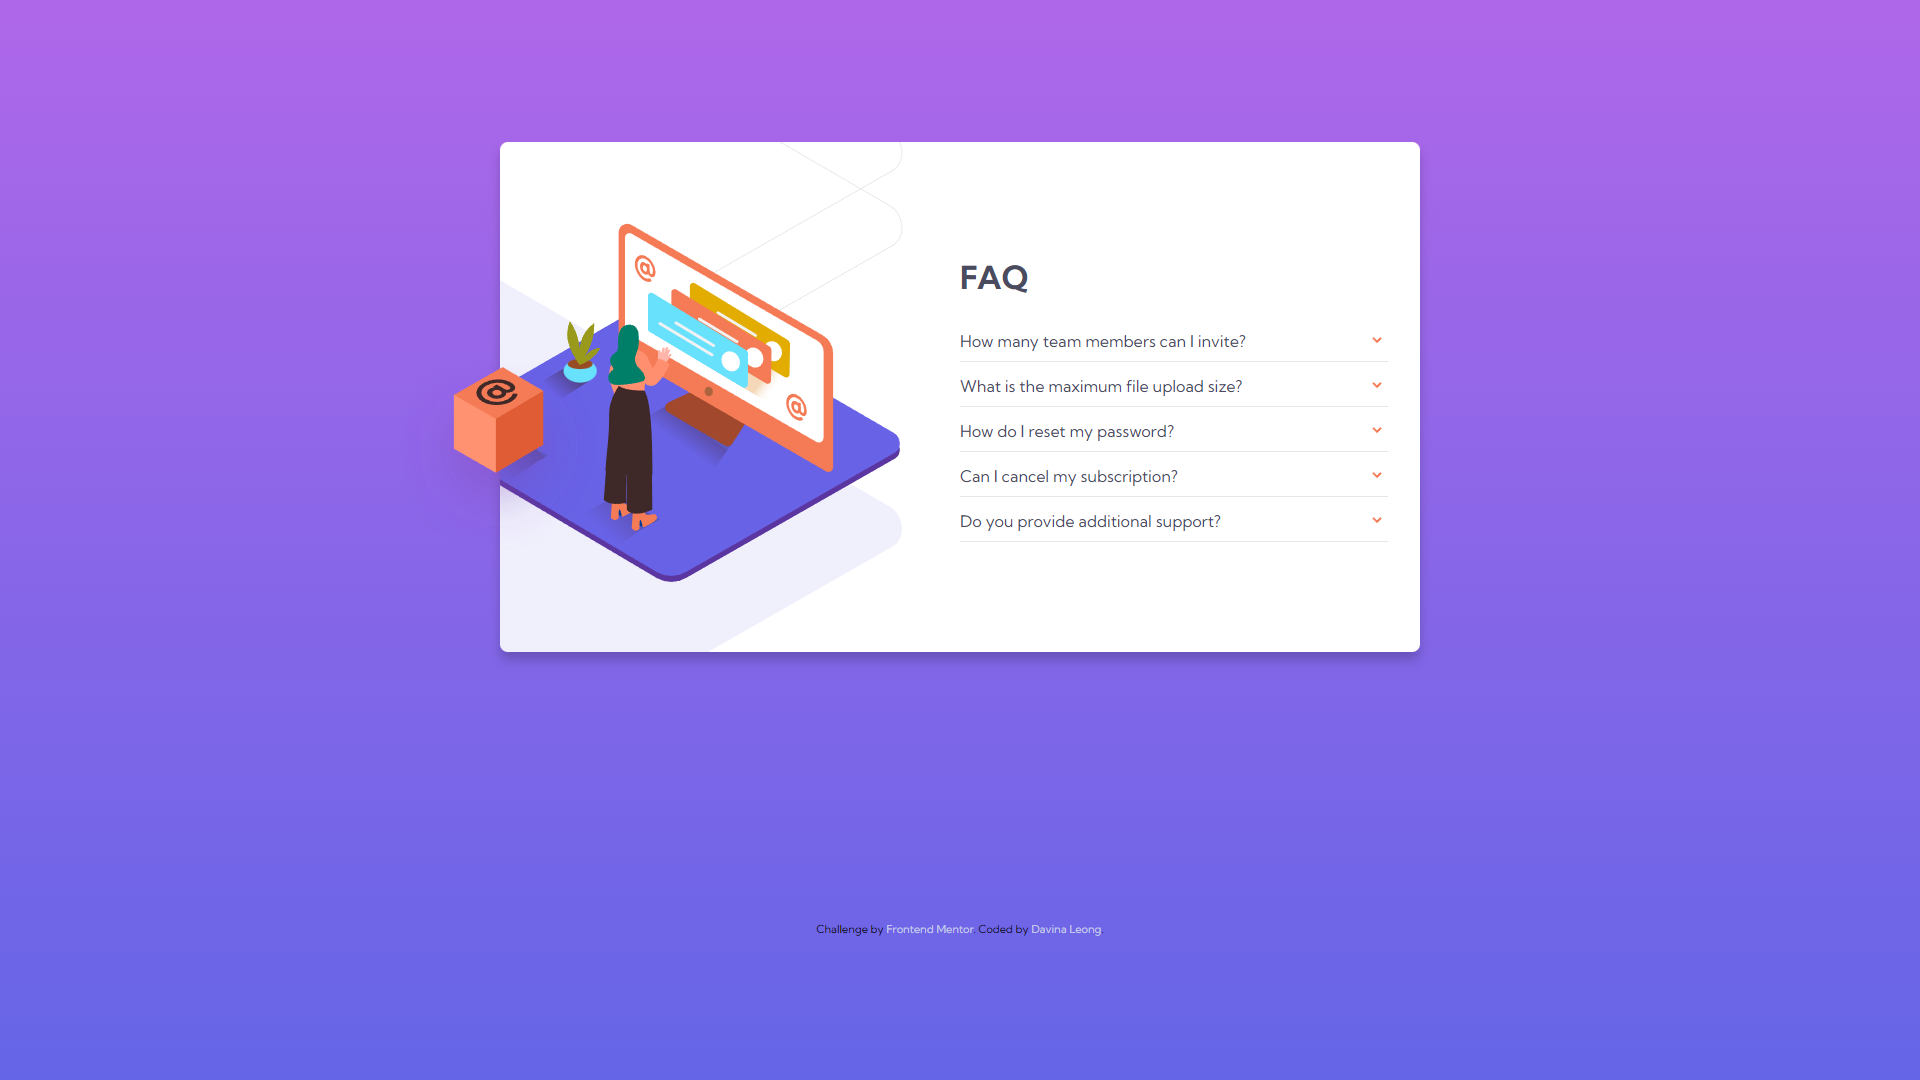 @
@
@
FAQ
How many team members can I invite?
What is the maximum file upload size?
How do I reset my password?
Can I cancel my subscription?
Do you provide additional support?
Challenge by Frontend Mentor. Coded by Davina Leong.